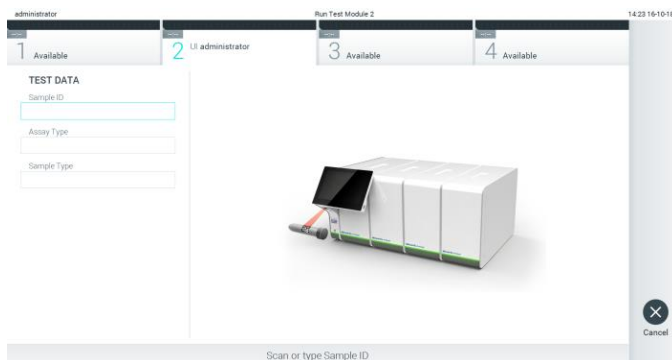 administrator
Run Test Module 2
14:23 16-10-18
1 Available
2 UI administrator
3 Available
4 Available
TEST DATA
Sample ID
Assay Type
Sample Type
Cancel
Scan or type Sample ID